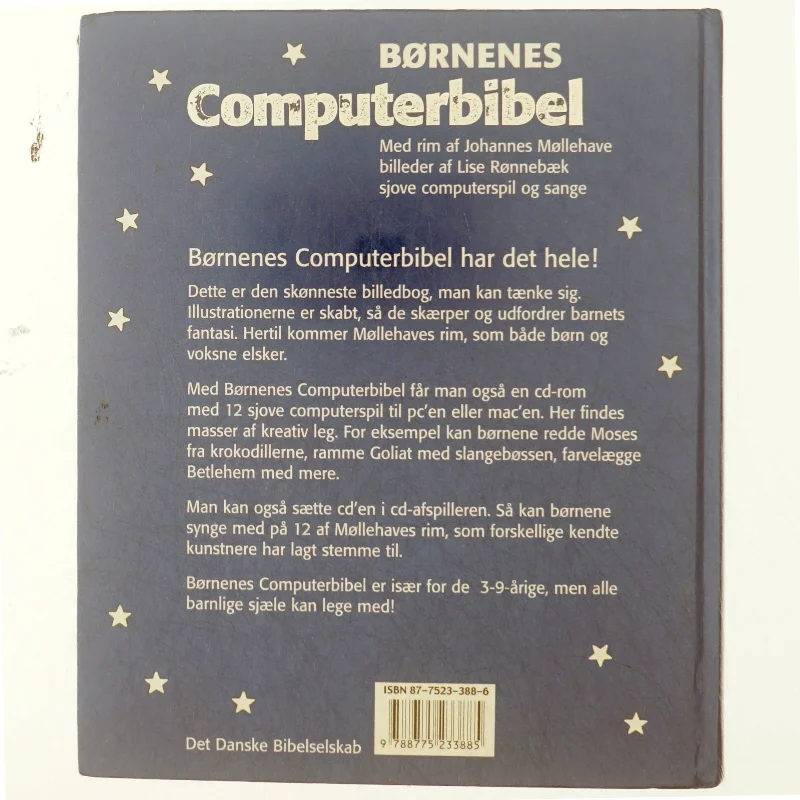 BØRNENES
Computerbibel
Med rim af Johannes Møllehave
billeder af Lise Rønnebæk
sjove computerspil og sange
Børnenes Computerbibel har det hele!
Dette er den skønneste billedbog, man kan tænke sig.
Illustrationerne er skabt, så de skærper og udfordrer barnets
fantasi. Hertil kommer Møllehaves rim, som både børn og
voksne elsker.
Med Børnenes Computerbibel får man også en cd-rom
med 12 sjove computerspil til pc'en eller mac'en. Her findes
masser af kreativ leg. For eksempel kan børnene redde Moses
fra krokodillerne, ramme Goliat med slangebøssen, farvelægge
Betlehem med mere.
Man kan også sætte cd'en i cd-afspilleren. Så kan børnene
synge med på 12 af Møllehaves rim, som forskellige kendte
kunstnere har lagt stemme til.
Børnenes Computerbibel er især for de 3-9-årige, men alle
barnlige sjæle kan lege med!
ISBN 87-7523-388-6
9 788775 233885
Det Danske Bibelselskab